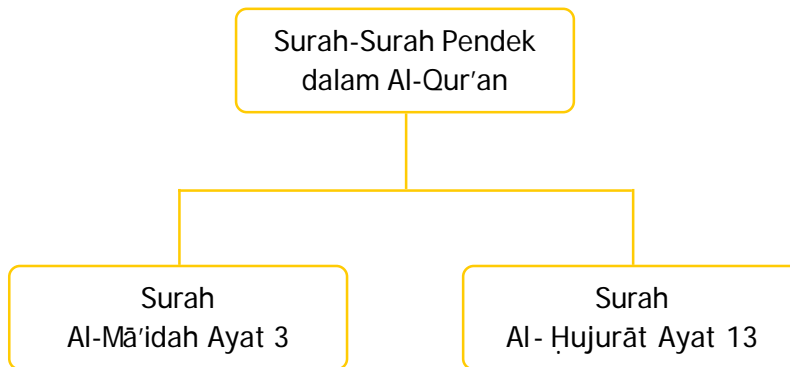 Surah-Surah Pendek
dalam Al-Qur'an
Surah
Al-Mā'idah Ayat 3
Surah
Al- Ḥujurāt Ayat 13